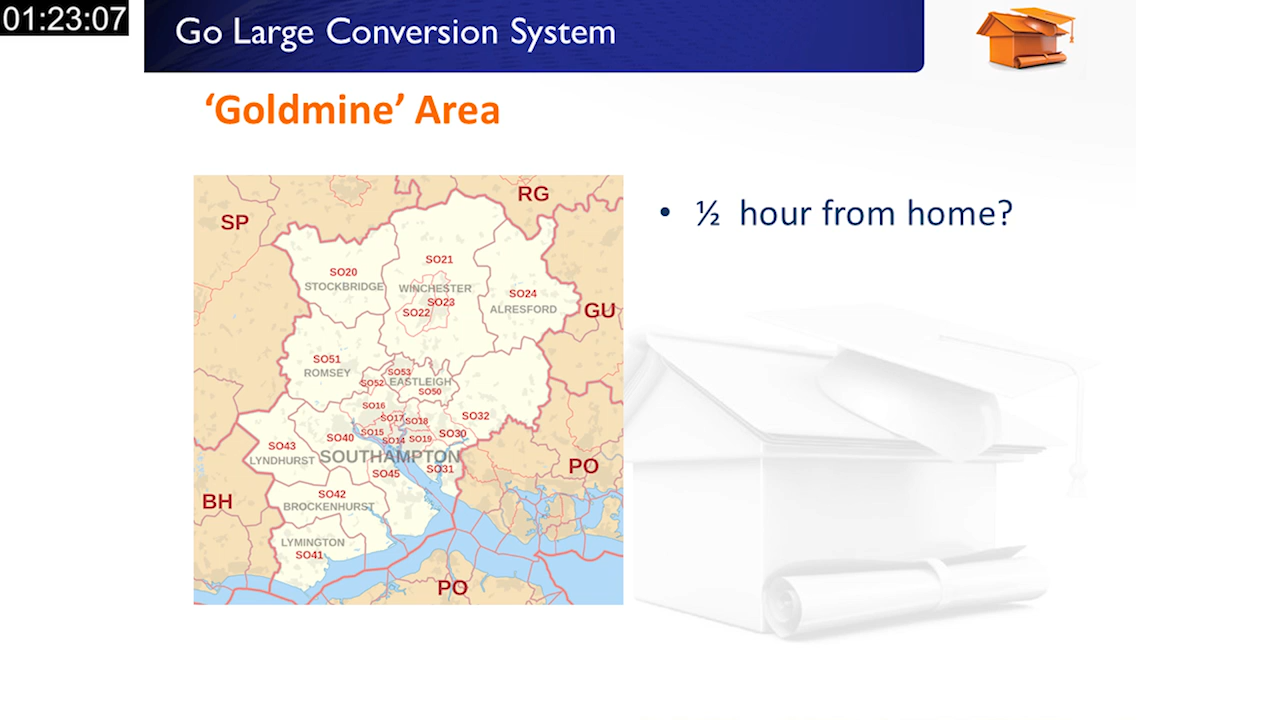 01:23:07
Go Large Conversion System
‘Goldmine’ Area
• ½ hour from home?
RG
SP
SO21
SO20
STOCKBRIDGE
WINCHESTER
SO23
SO24
SO22
ALRESFORD
GU
SO51
ROMSEY
SO53
SO52
EASTLEIGH
SO50
SO16
SO17
SO18
SO32
SO15
SO14
SO19
SO30
SO40
SO43
LYNDHURST
SOUTHAMPTON
SO45
SO31
PO
BH
SO42
BROCKENHURST
LYMINGTON
SO41
PO